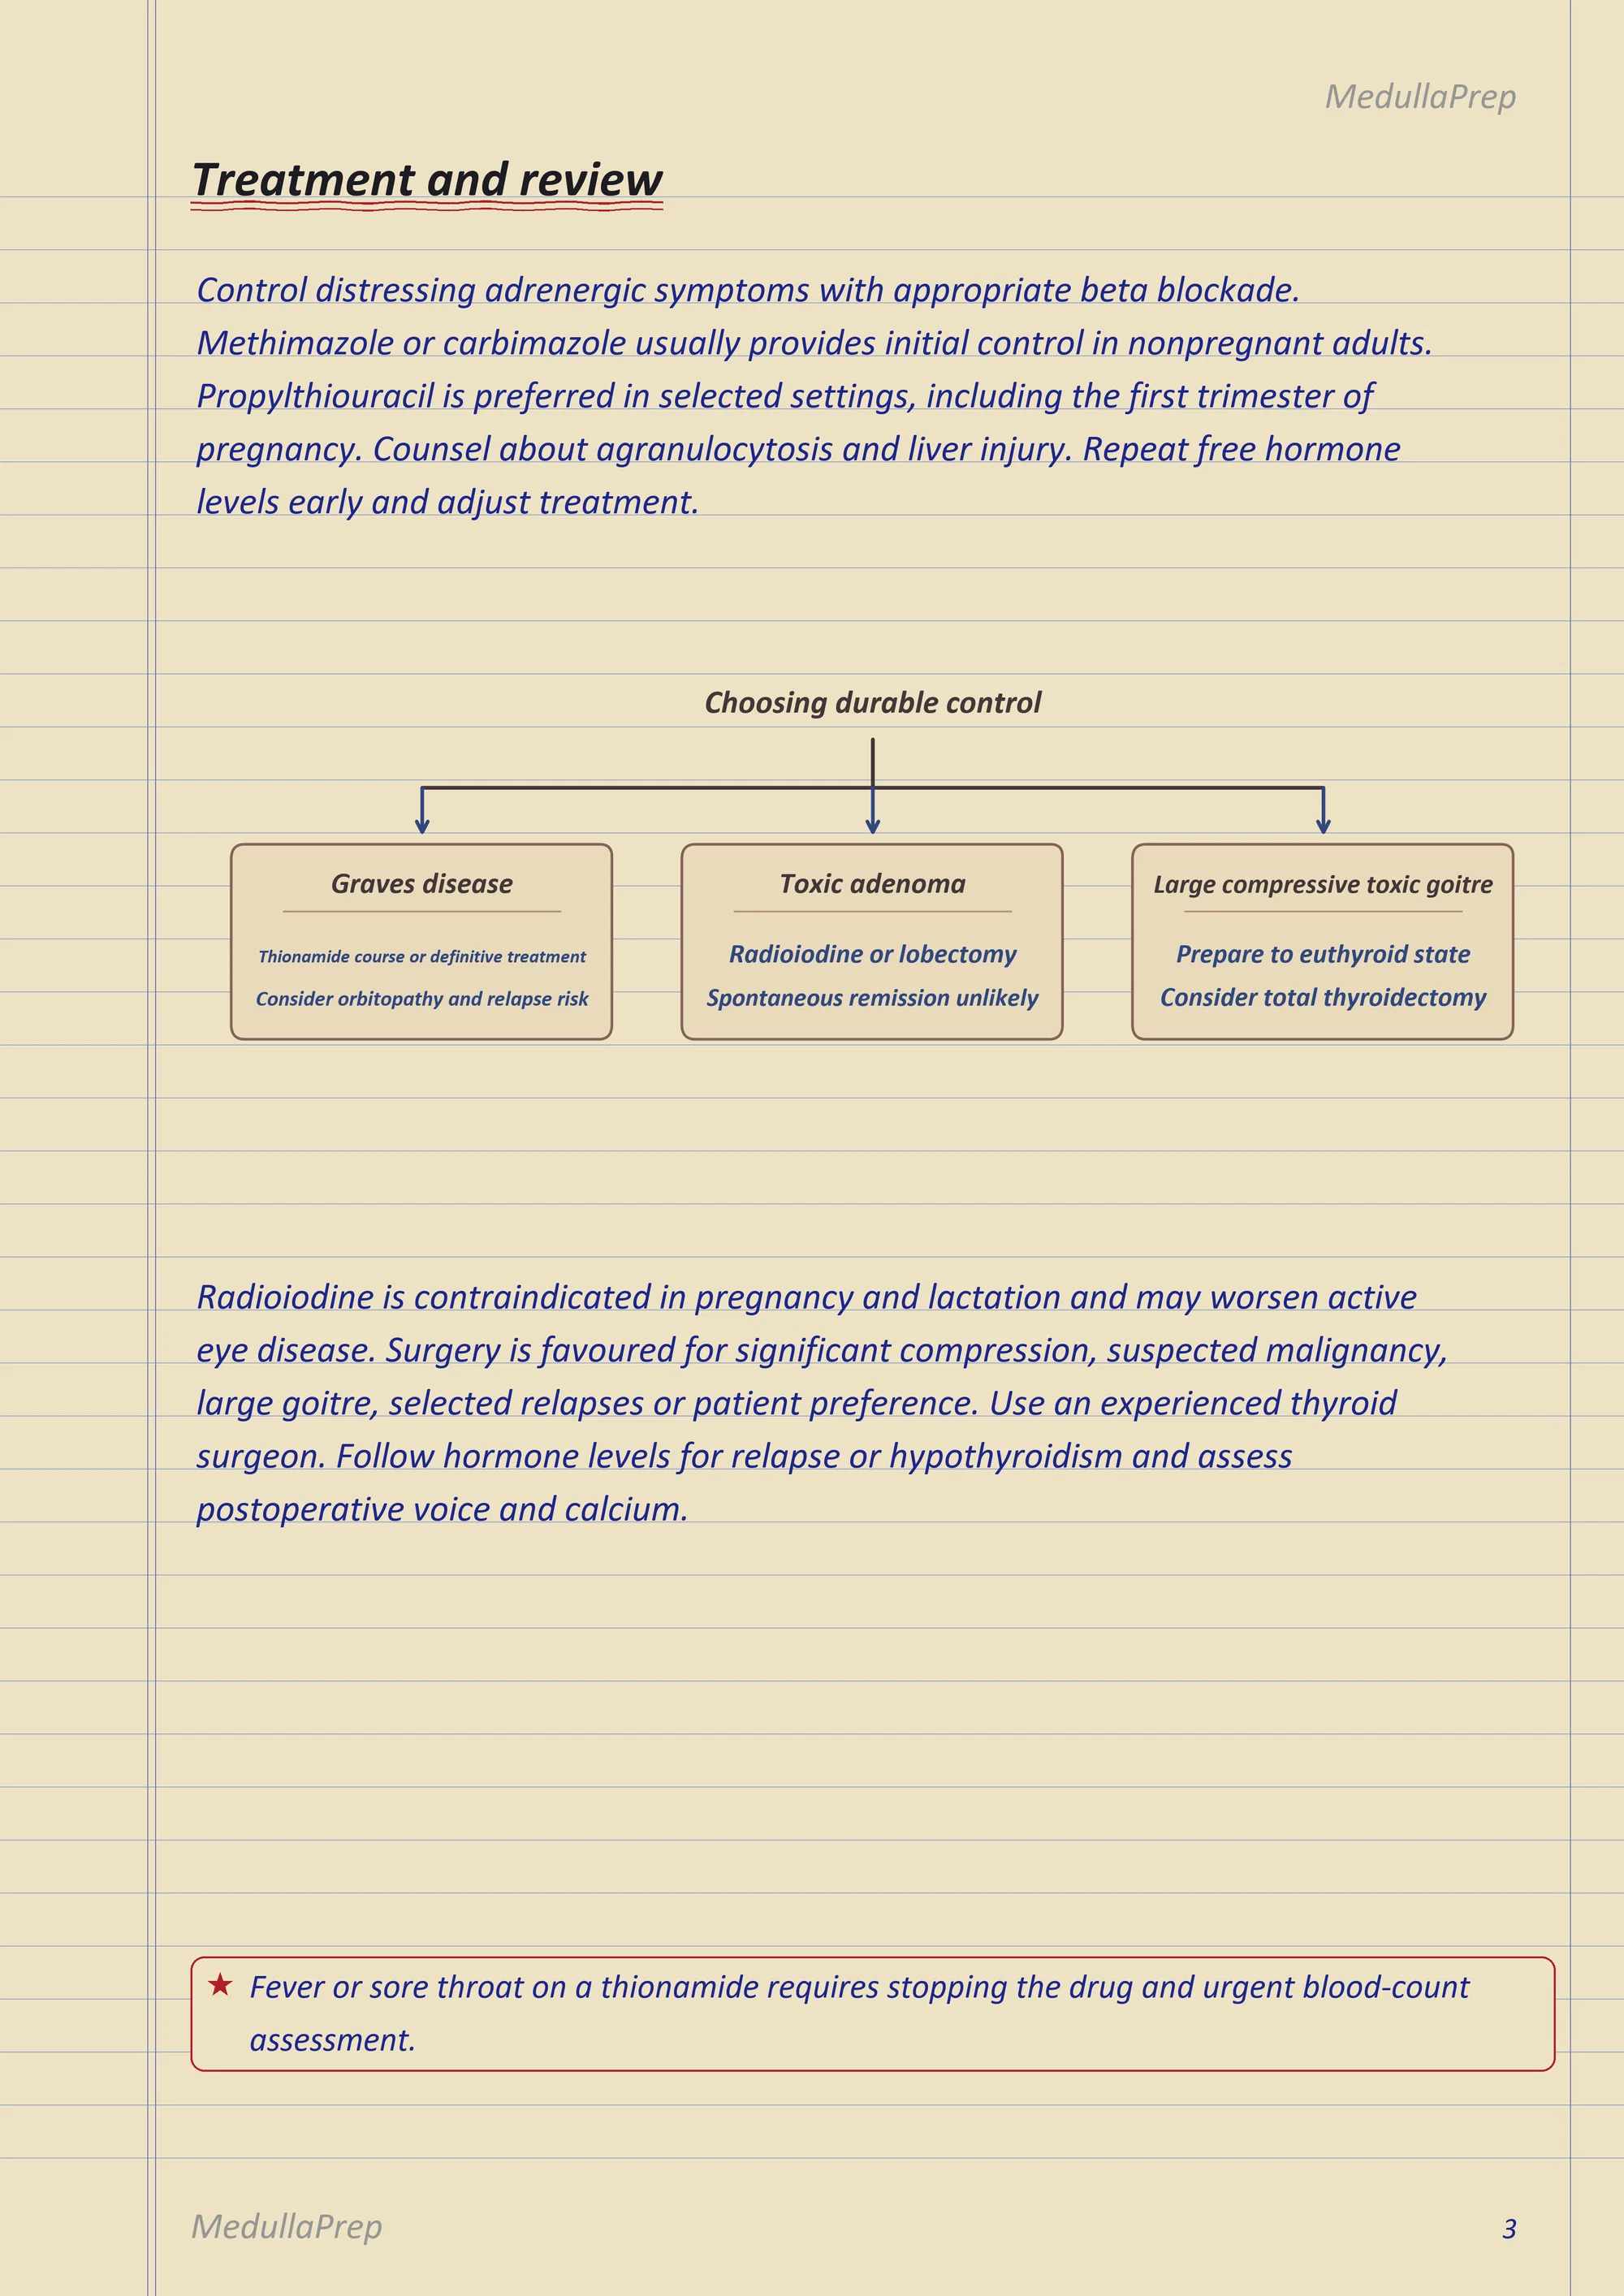 MedullaPrep
Treatment and review
Control distressing adrenergic symptoms with appropriate beta blockade.
Methimazole or carbimazole usually provides initial control in nonpregnant adults.
Propylthiouracil is preferred in selected settings, including the first trimester of
pregnancy. Counsel about agranulocytosis and liver injury. Repeat free hormone
levels early and adjust treatment.
Choosing durable control
Graves disease
Thionamide course or definitive treatment
Consider orbitopathy and relapse risk
Toxic adenoma
Radioiodine or lobectomy
Spontaneous remission unlikely
Large compressive toxic goitre
Prepare to euthyroid state
Consider total thyroidectomy
Radioiodine is contraindicated in pregnancy and lactation and may worsen active
eye disease. Surgery is favoured for significant compression, suspected malignancy,
large goitre, selected relapses or patient preference. Use an experienced thyroid
surgeon. Follow hormone levels for relapse or hypothyroidism and assess
postoperative voice and calcium.
★ Fever or sore throat on a thionamide requires stopping the drug and urgent blood-count
assessment.
MedullaPrep
3